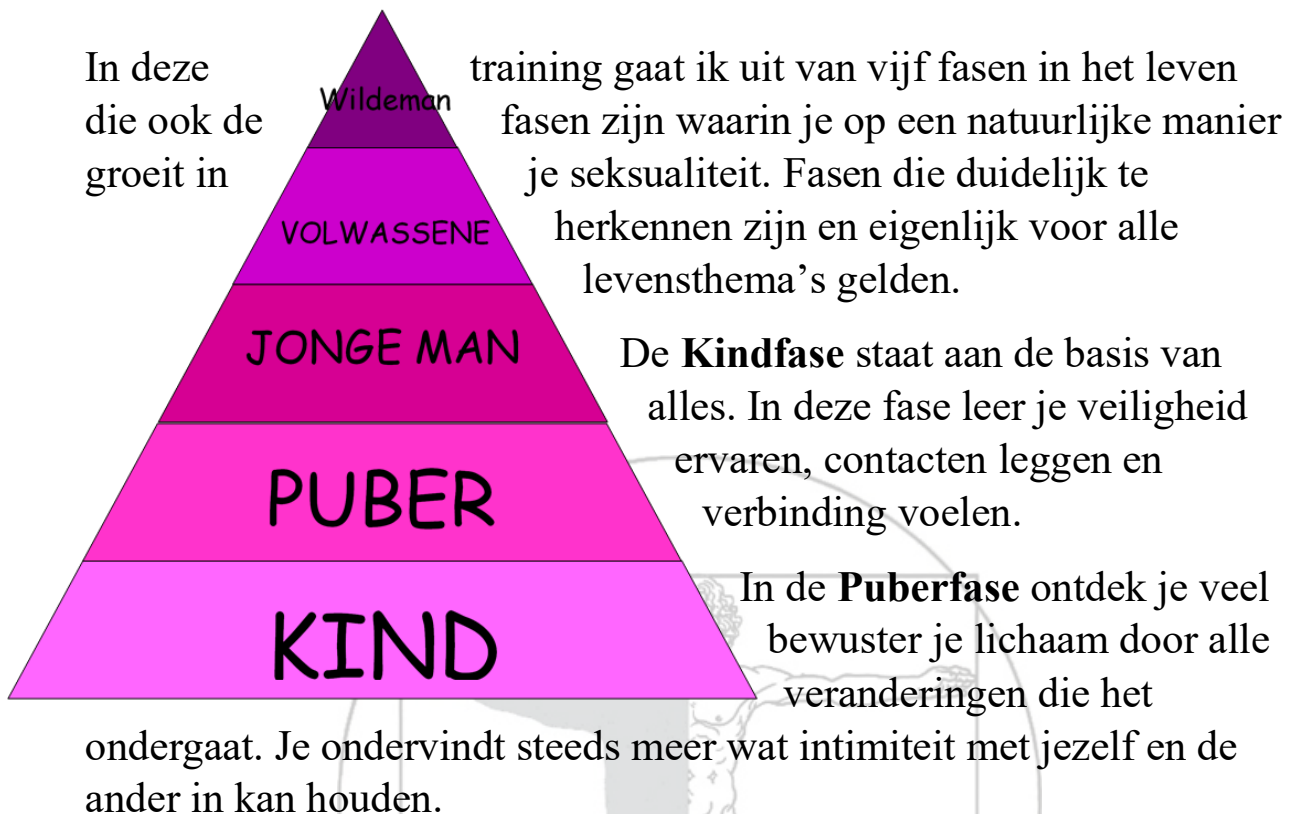 In deze training gaat ik uit van vijf fasen in het leven
die ook de fasen zijn waarin je op een natuurlijke manier
groeit in je seksualiteit. Fasen die duidelijk te
herkennen zijn en eigenlijk voor alle
levensthema’s gelden.
Wildeman
VOLWASSENE
JONGE MAN
PUBER
KIND
De Kindfase staat aan de basis van
alles. In deze fase leer je veiligheid
ervaren, contacten leggen en
verbinding voelen.
In de Puberfase ontdek je veel
bewuster je lichaam door alle
veranderingen die het
ondergaat. Je ondervindt steeds meer wat intimiteit met jezelf en de
ander in kan houden.